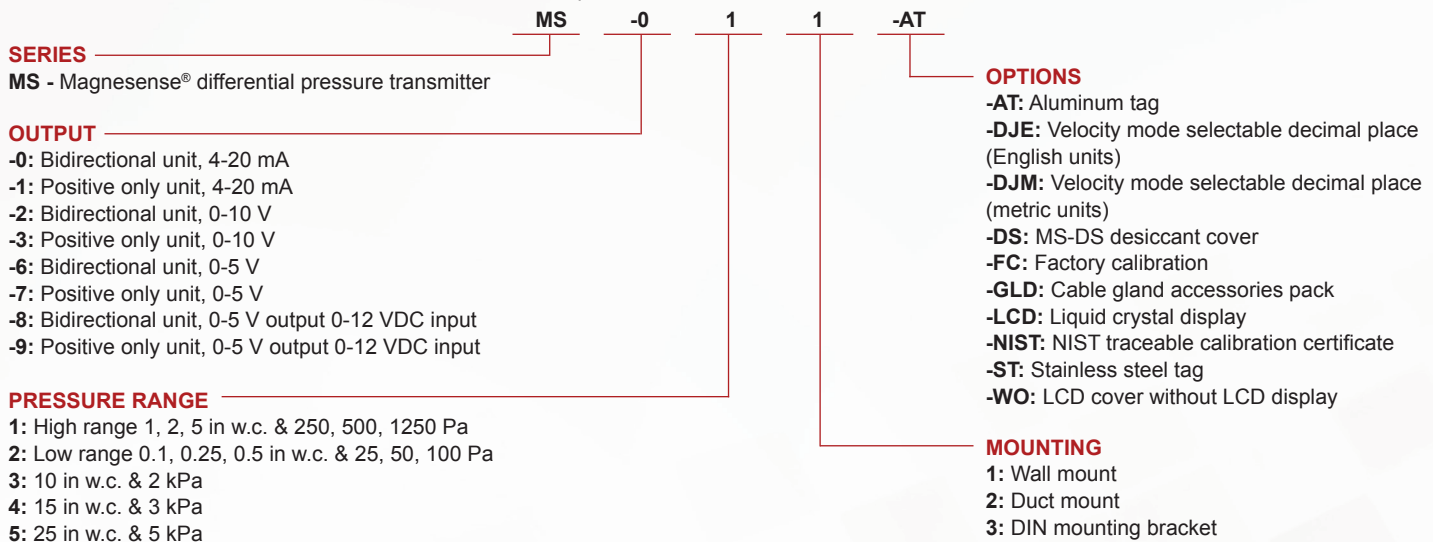 MS -0 1 1 -AT
SERIES
MS - Magnesense® differential pressure transmitter
OUTPUT
-0: Bidirectional unit, 4-20 mA
-1: Positive only unit, 4-20 mA
-2: Bidirectional unit, 0-10 V
-3: Positive only unit, 0-10 V
-6: Bidirectional unit, 0-5 V
-7: Positive only unit, 0-5 V
-8: Bidirectional unit, 0-5 V output 0-12 VDC input
-9: Positive only unit, 0-5 V output 0-12 VDC input
PRESSURE RANGE
1: High range 1, 2, 5 in w.c. & 250, 500, 1250 Pa
2: Low range 0.1, 0.25, 0.5 in w.c. & 25, 50, 100 Pa
3: 10 in w.c. & 2 kPa
4: 15 in w.c. & 3 kPa
5: 25 in w.c. & 5 kPa
OPTIONS
-AT: Aluminum tag
-DJE: Velocity mode selectable decimal place
(English units)
-DJM: Velocity mode selectable decimal place
(metric units)
-DS: MS-DS desiccant cover
-FC: Factory calibration
-GLD: Cable gland accessories pack
-LCD: Liquid crystal display
-NIST: NIST traceable calibration certificate
-ST: Stainless steel tag
-WO: LCD cover without LCD display
MOUNTING
1: Wall mount
2: Duct mount
3: DIN mounting bracket